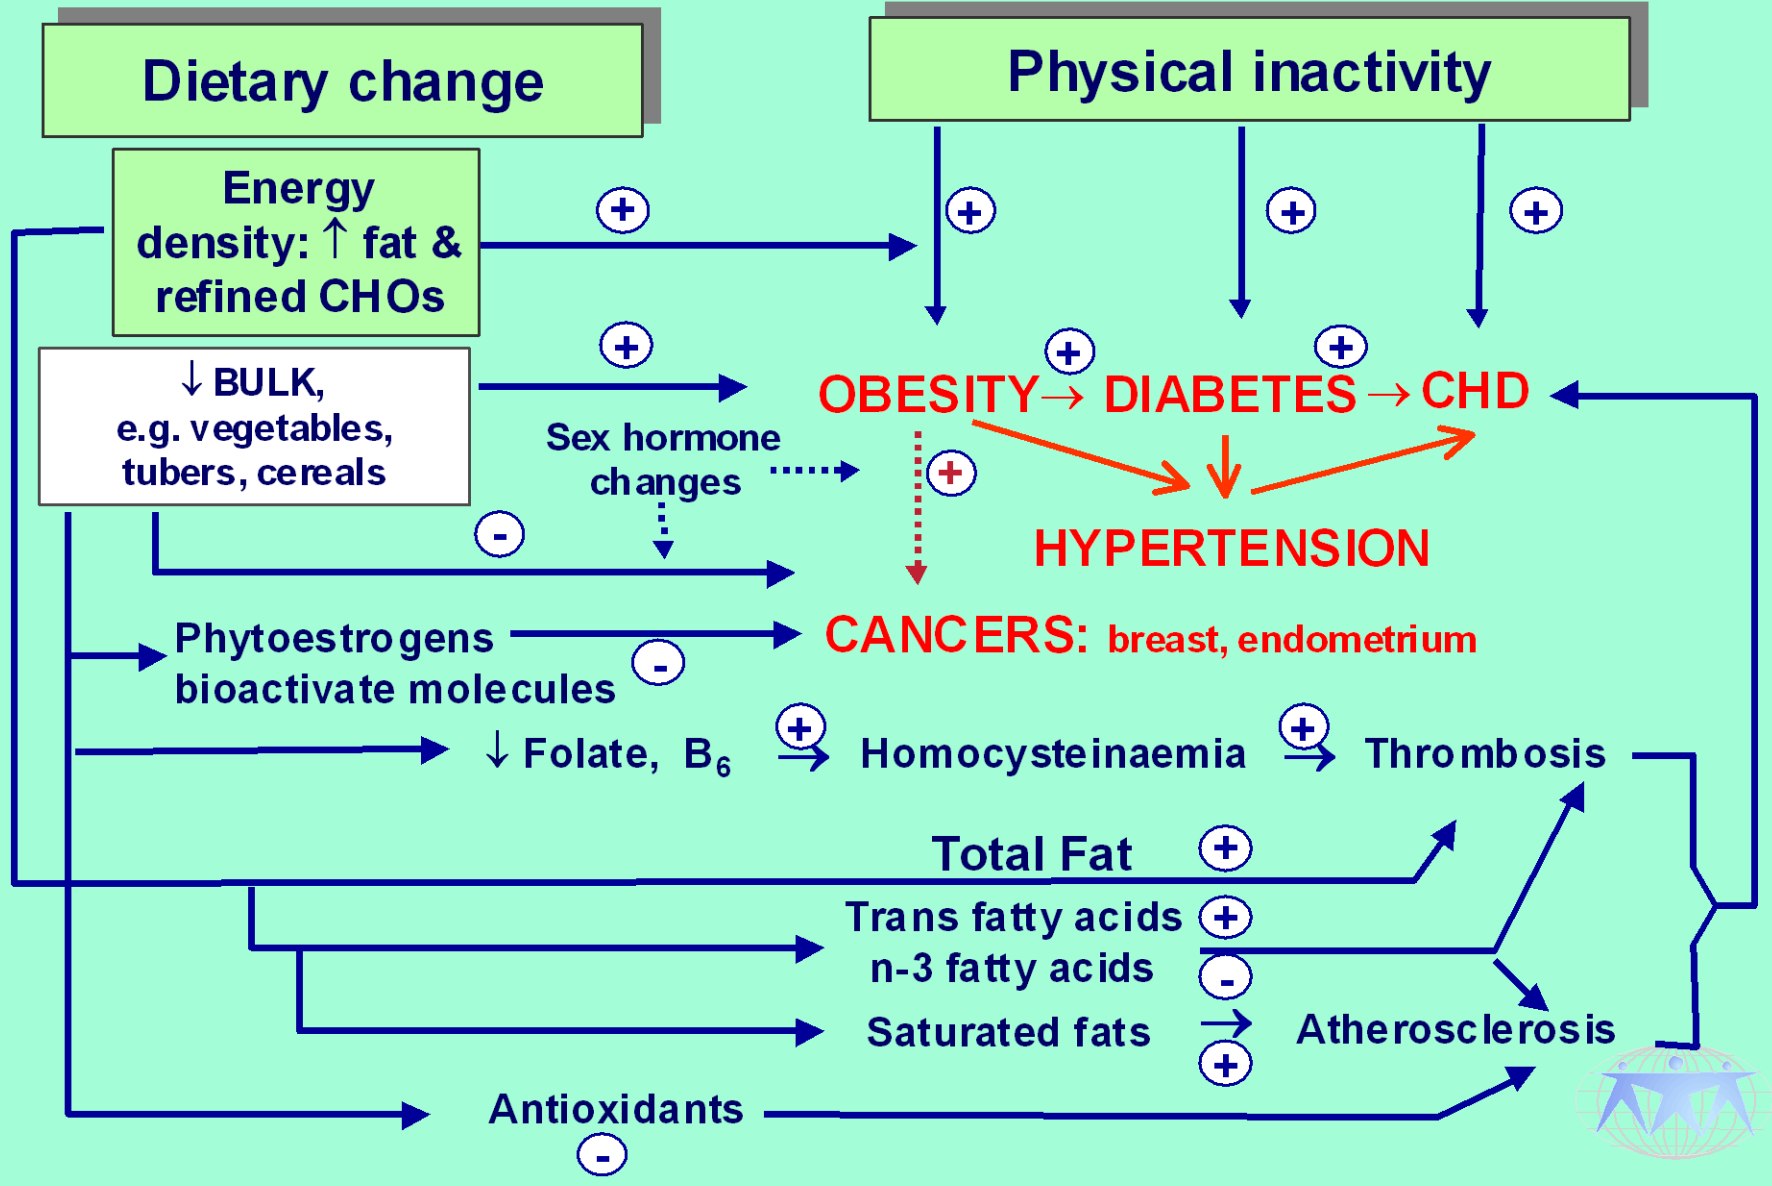 Dietary change
Physical inactivity
Energy
density: ↑ fat &
refined CHOs
+
+
+
+
↓ BULK,
e.g. vegetables,
tubers, cereals
+
+
+
OBESITY → DIABETES → CHD
Sex hormone
changes
+
-
HYPERTENSION
Phytoestrogens
bioactivate molecules
-
CANCERS: breast, endometrium
↓ Folate, B₆ → Homocysteinaemia → Thrombosis
+
+
Total Fat
+
Trans fatty acids
+
n-3 fatty acids
-
Saturated fats → Atherosclerosis
+
Antioxidants
-